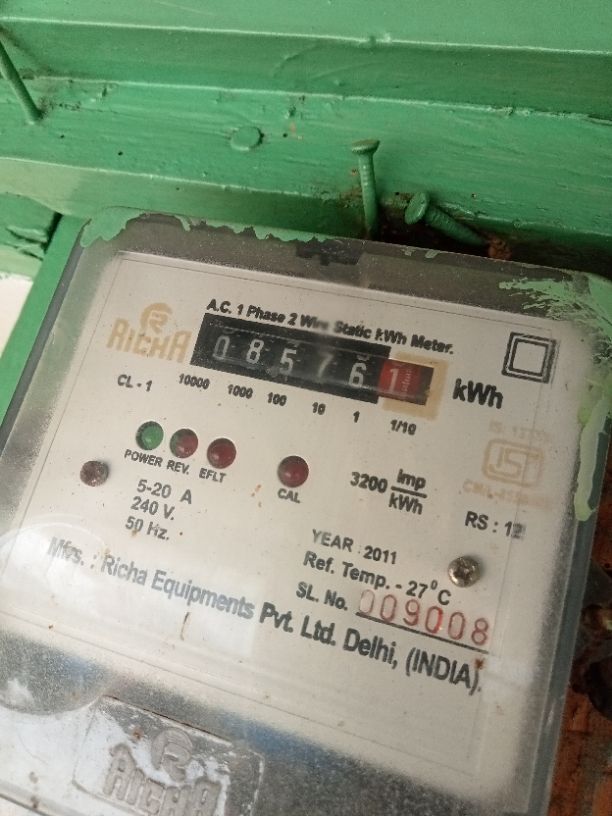 A.C. 1 Phase 2 Wire Static kWh Meter.
RICHA
08576 1 kWh
CL - 1 10000 1000 100 10 1 1/10
POWER REV. EFLT CAL
3200 Imp/kWh
5-20 A
240 V.
50 Hz.
RS : 12
YEAR : 2011
Ref. Temp. - 27°C
SL. No. 009008
Mfrs. : Richa Equipments Pvt. Ltd. Delhi, (INDIA).
RICHA